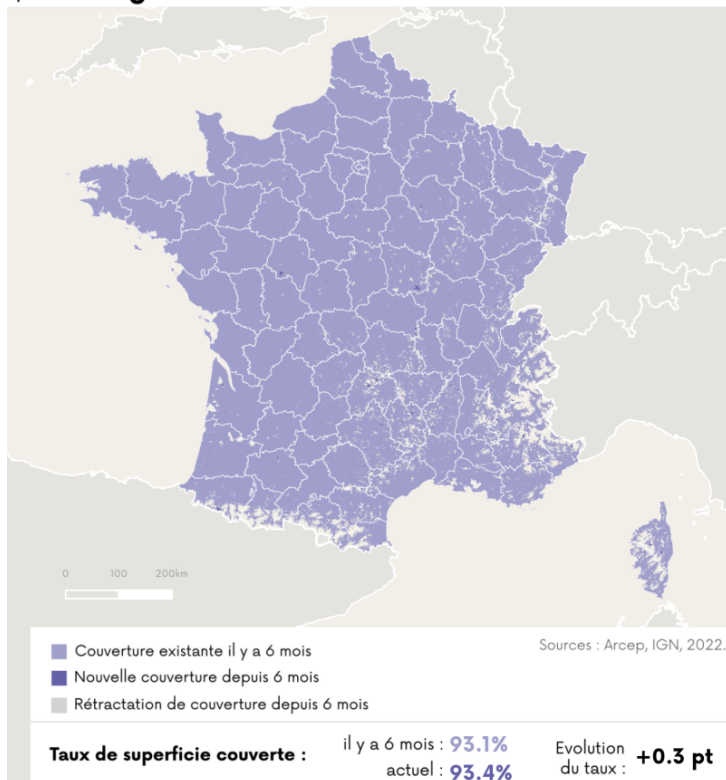 0 100 200km
Couverture existante il y a 6 mois
Sources : Arcep, IGN, 2022.
Nouvelle couverture depuis 6 mois
Rétractation de couverture depuis 6 mois
Taux de superficie couverte :
il y a 6 mois : 93.1%
actuel : 93.4%
Evolution
du taux : +0.3 pt